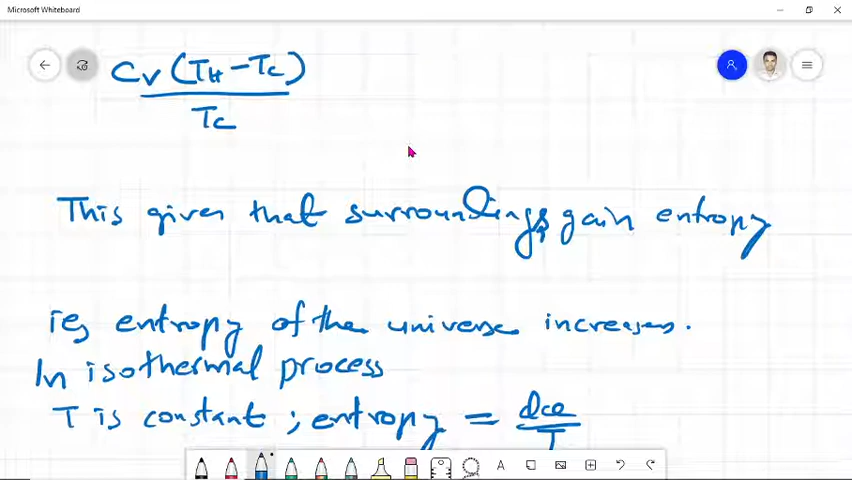 Microsoft Whiteboard
Cv (TH - Tc)
Tc
This given that surroundings gain entropy
ie, entropy of the universe increases.
In isothermal process
T is constant ; entropy = dQ
T